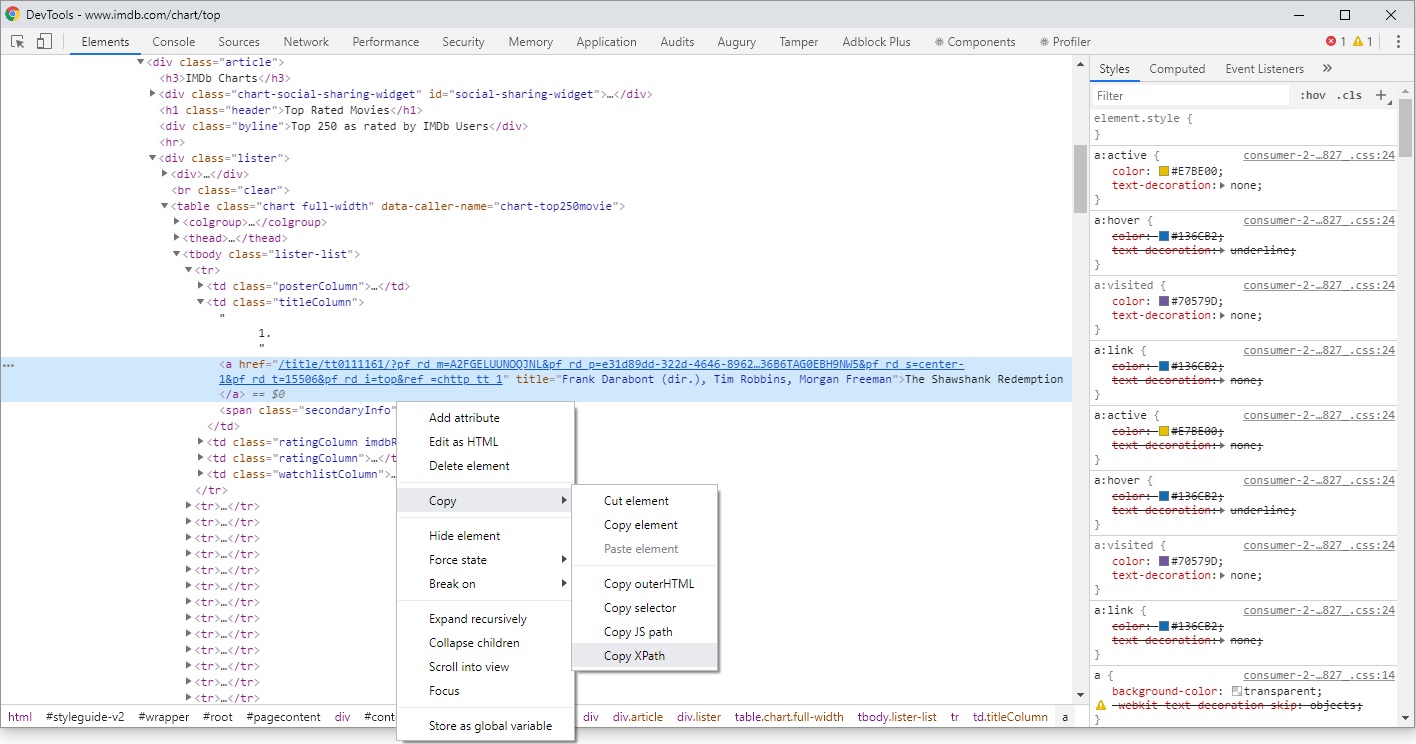 DevTools - www.imdb.com/chart/top
Elements Console Sources Network Performance Security Memory Application Audits Augury Tamper Adblock Plus ⚛ Components ⚛ Profiler 1 1
<div class="article">
<h3>IMDb Charts</h3>
<div class="chart-social-sharing-widget" id="social-sharing-widget">…</div>
<h1 class="header">Top Rated Movies</h1>
<div class="byline">Top 250 as rated by IMDb Users</div>
<hr>
<div class="lister">
<div>…</div>
<br class="clear">
<table class="chart full-width" data-caller-name="chart-top250movie">
<colgroup>…</colgroup>
<thead>…</thead>
<tbody class="lister-list">
<tr>
<td class="posterColumn">…</td>
<td class="titleColumn">
"
1.
"
<a href="/title/tt0111161/?pf_rd_m=A2FGELUUNOQJNL&pf_rd_p=e31d89dd-322d-4646-8962…36B6TAG0EBH9NW5&pf_rd_s=center-
1&pf_rd_t=15506&pf_rd_i=top&ref_=chttp_tt_1" title="Frank Darabont (dir.), Tim Robbins, Morgan Freeman">The Shawshank Redemption
</a> == $0
<span class="secondaryInfo"
</td>
<td class="ratingColumn imdbR
<td class="ratingColumn">…</t
<td class="watchlistColumn">…
</tr>
<tr>…</tr>
<tr>…</tr>
<tr>…</tr>
<tr>…</tr>
<tr>…</tr>
<tr>…</tr>
<tr>…</tr>
<tr>…</tr>
<tr>…</tr>
<tr>…</tr>
<tr>…</tr>
<tr>…</tr>
<tr>…</tr>
Add attribute
Edit as HTML
Delete element
Copy
Hide element
Force state
Break on
Expand recursively
Collapse children
Scroll into view
Focus
Store as global variable
Cut element
Copy element
Paste element
Copy outerHTML
Copy selector
Copy JS path
Copy XPath
html #styleguide-v2 #wrapper #root #pagecontent div #conte div div.article div.lister table.chart.full-width tbody.lister-list tr td.titleColumn a
Styles Computed Event Listeners »
Filter :hov .cls +
element.style {
}
a:active { consumer-2-…827_.css:24
color: #E7BE00;
text-decoration: none;
}
a:hover { consumer-2-…827_.css:24
color: #136CB2;
text-decoration: underline;
}
a:visited { consumer-2-…827_.css:24
color: #70579D;
text-decoration: none;
}
a:link { consumer-2-…827_.css:24
color: #136CB2;
text-decoration: none;
}
a:active { consumer-2-…827_.css:24
color: #E7BE00;
text-decoration: none;
}
a:hover { consumer-2-…827_.css:24
color: #136CB2;
text-decoration: underline;
}
a:visited { consumer-2-…827_.css:24
color: #70579D;
text-decoration: none;
}
a:link { consumer-2-…827_.css:24
color: #136CB2;
text-decoration: none;
}
a { consumer-2-…827_.css:14
background-color: transparent;
-webkit-text-decoration-skip: objects;
}